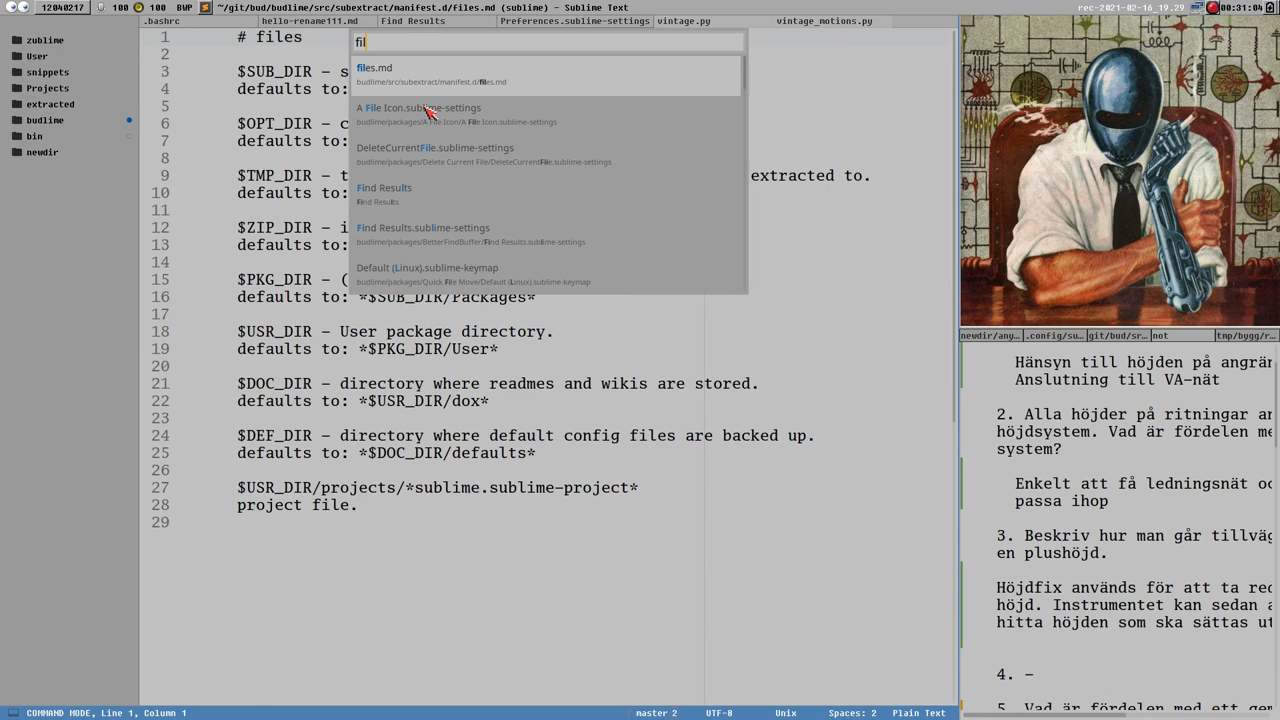 12040217 100 100 BVP ~/git/bud/budlime/src/subextract/manifest.d/files.md (sublime) - Sublime Text
rec-2021-02-16_19.29 00:31:04
.bashrc hello-rename111.md Find Results Preferences.sublime-settings vintage.py vintage_motions.py
zublime
User
snippets
Projects
extracted
budlime
bin
newdir
fil
files.md
budlime/src/subextract/manifest.d/files.md
A File Icon.sublime-settings
budlime/packages/A File Icon/A File Icon.sublime-settings
DeleteCurrentFile.sublime-settings
budlime/packages/Delete Current File/DeleteCurrentFile.sublime-settings
Find Results
Find Results
Find Results.sublime-settings
budlime/packages/BetterFindBuffer/Find Results.sublime-settings
Default (Linux).sublime-keymap
budlime/packages/Quick File Move/Default (Linux).sublime-keymap
1 # files
2
3 $SUB_DIR - s
4 defaults to:
5
6 $OPT_DIR - c
7 defaults to:
8
9 $TMP_DIR - t extracted to.
10 defaults to:
11
12 $ZIP_DIR - i
13 defaults to:
14
15 $PKG_DIR - (
16 defaults to: *$SUB_DIR/Packages*
17
18 $USR_DIR - User package directory.
19 defaults to: *$PKG_DIR/User*
20
21 $DOC_DIR - directory where readmes and wikis are stored.
22 defaults to: *$USR_DIR/dox*
23
24 $DEF_DIR - directory where default config files are backed up.
25 defaults to: *$DOC_DIR/defaults*
26
27 $USR_DIR/projects/*sublime.sublime-project*
28 project file.
29
newdir/any... .config/su... git/bud/sr... not tmp/bygg/r...
Hänsyn till höjden på angrän
Anslutning till VA-nät
2. Alla höjder på ritningar an
höjdsystem. Vad är fördelen me
system?
Enkelt att få ledningsnät oc
passa ihop
3. Beskriv hur man går tillväg
en plushöjd.
Höjdfix används för att ta red
höjd. Instrumentet kan sedan a
hitta höjden som ska sättas ut
4. -
5. Vad är fördelen med ett gem
COMMAND MODE, Line 1, Column 1 master 2 UTF-8 Unix Spaces: 2 Plain Text